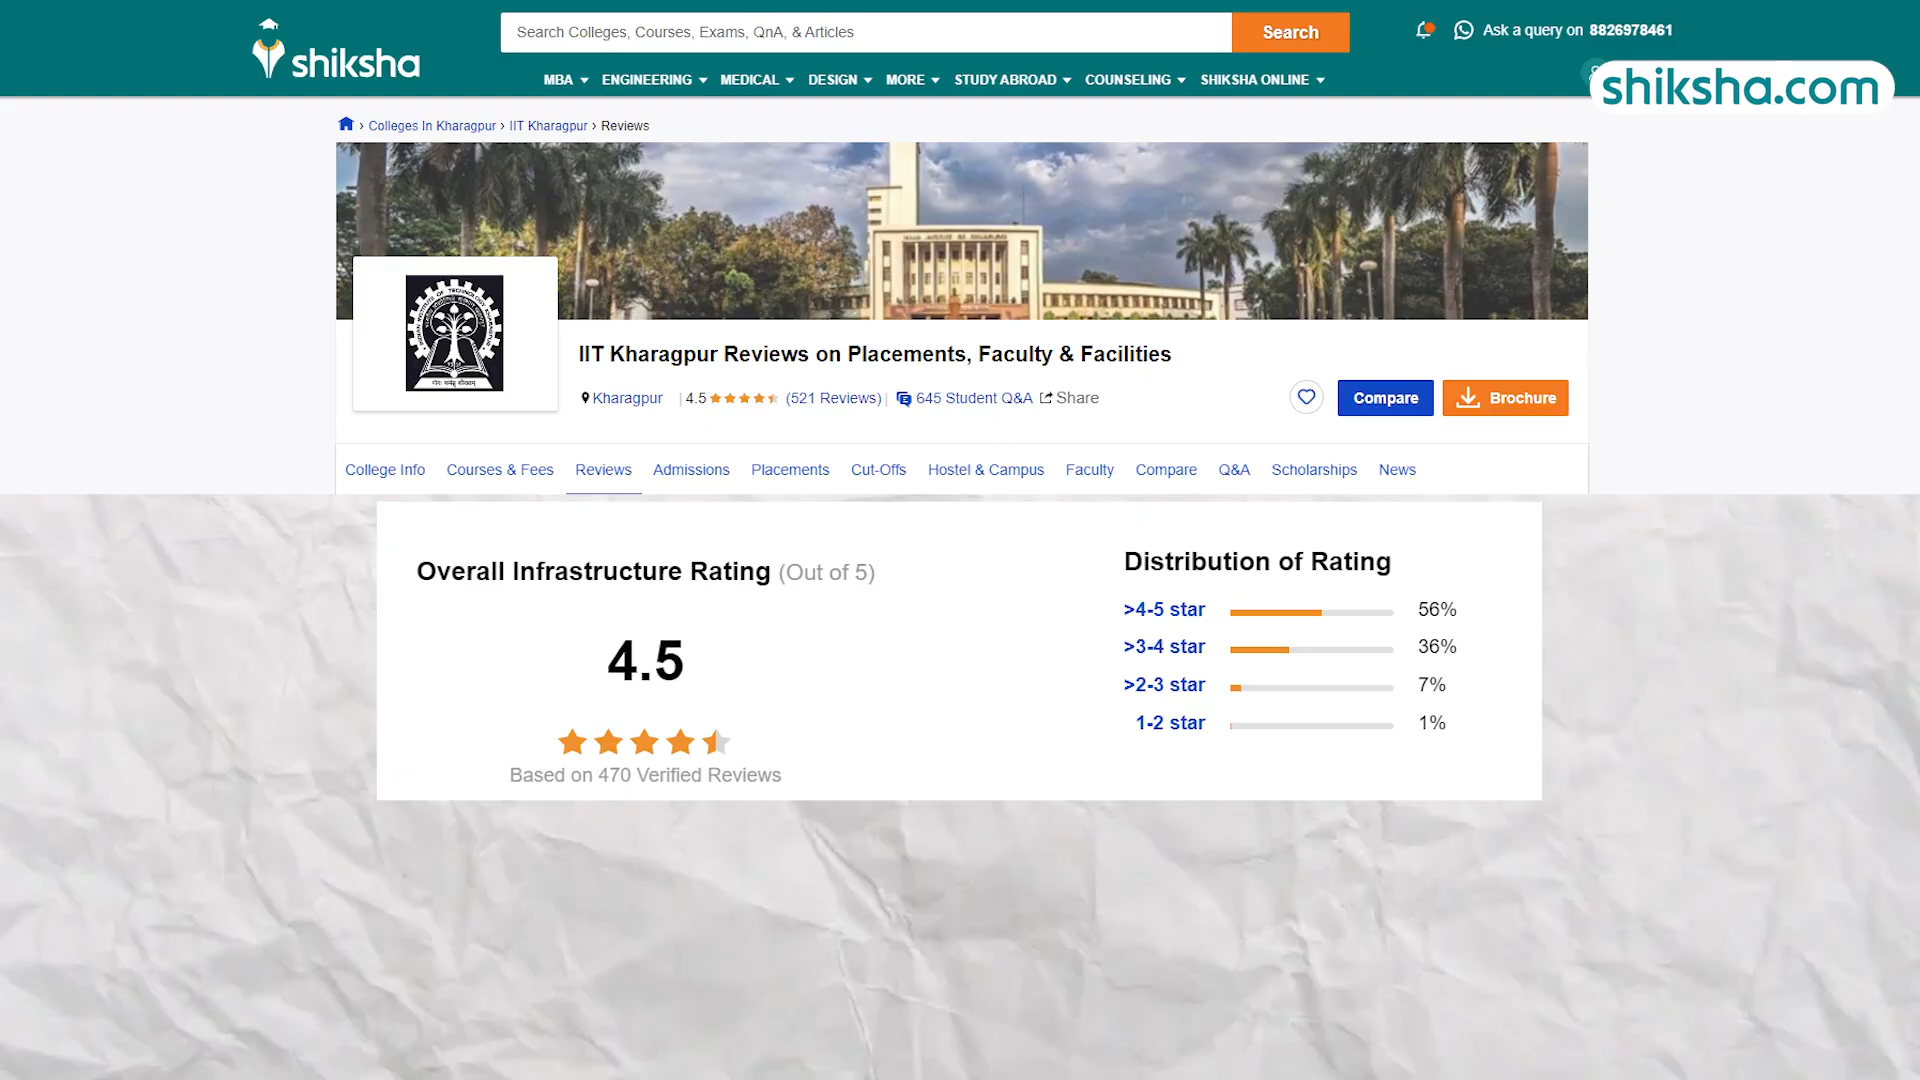 shiksha
Search Colleges, Courses, Exams, QnA, & Articles
Search
Ask a query on 8826978461
MBA ENGINEERING MEDICAL DESIGN MORE STUDY ABROAD COUNSELING SHIKSHA ONLINE
shiksha.com
› Colleges In Kharagpur › IIT Kharagpur › Reviews
IIT Kharagpur Reviews on Placements, Faculty & Facilities
Kharagpur | 4.5 (521 Reviews) | 645 Student Q&A Share
Compare
Brochure
College Info Courses & Fees Reviews Admissions Placements Cut-Offs Hostel & Campus Faculty Compare Q&A Scholarships News
Overall Infrastructure Rating (Out of 5)
4.5
Based on 470 Verified Reviews
Distribution of Rating
>4-5 star 56%
>3-4 star 36%
>2-3 star 7%
1-2 star 1%